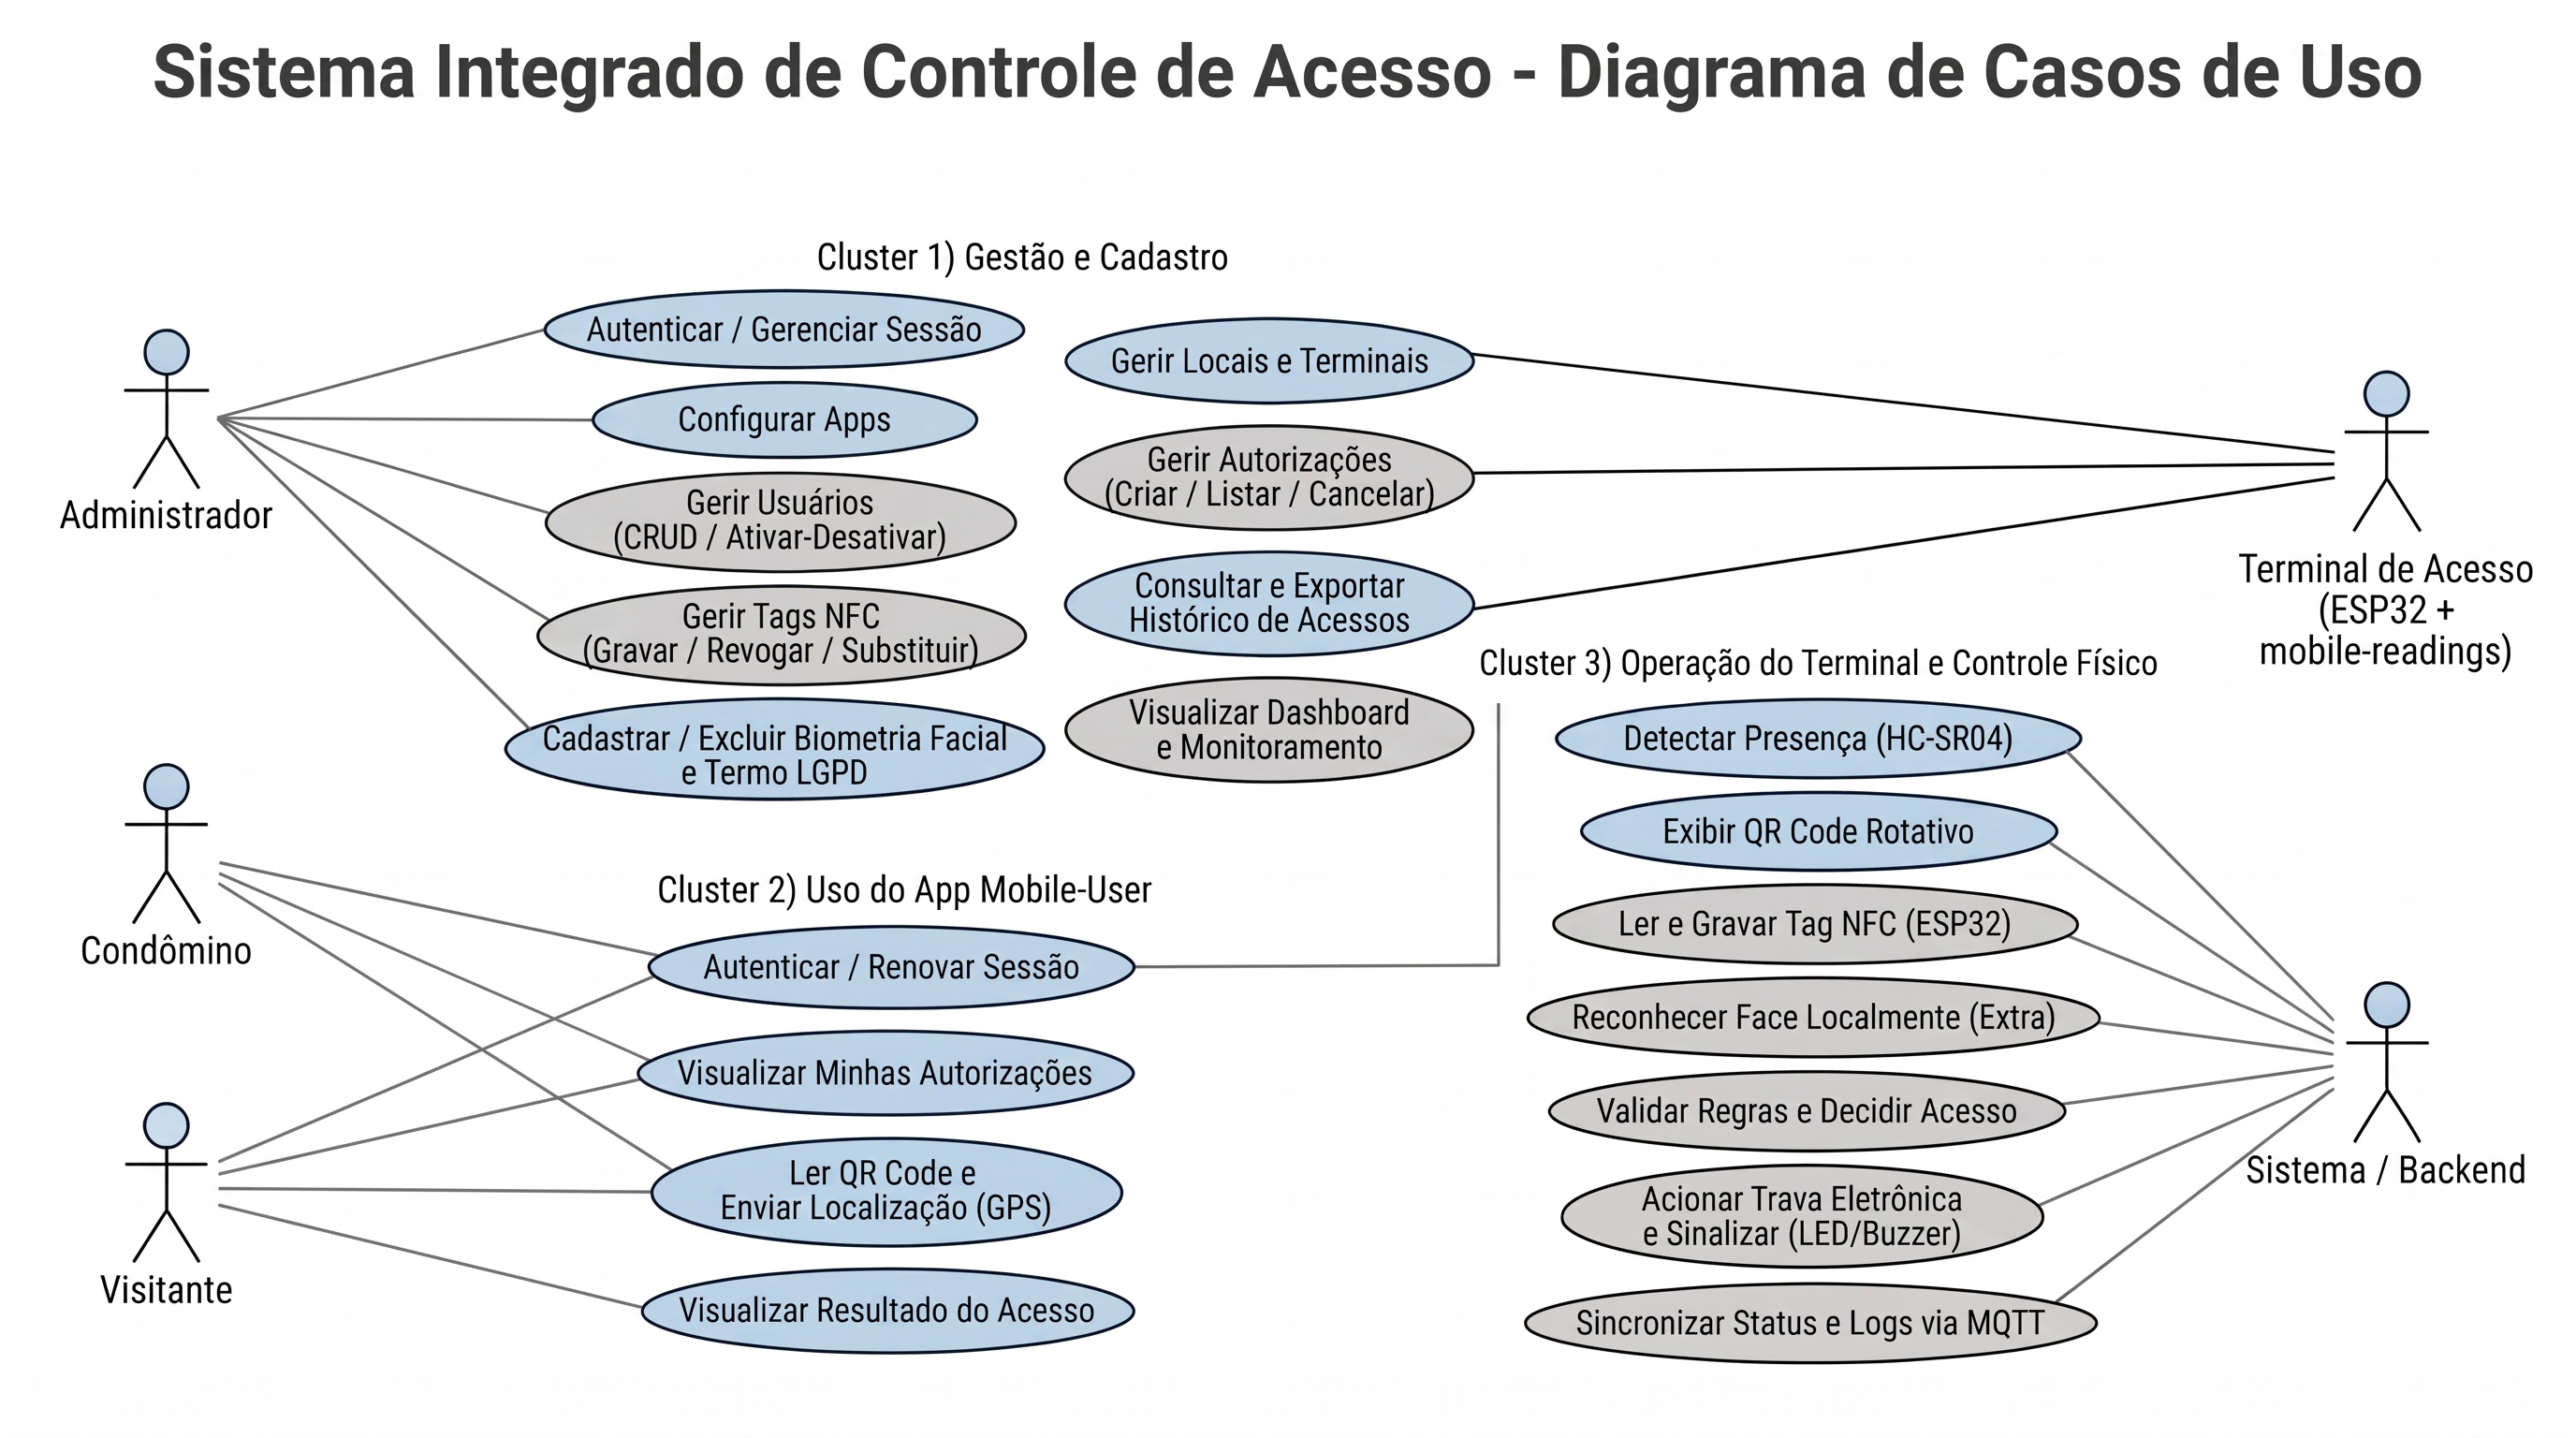 Sistema Integrado de Controle de Acesso - Diagrama de Casos de Uso
Cluster 1) Gestão e Cadastro
Autenticar / Gerenciar Sessão
Configurar Apps
Gerir Usuários
(CRUD / Ativar-Desativar)
Gerir Tags NFC
(Gravar / Revogar / Substituir)
Cadastrar / Excluir Biometria Facial
e Termo LGPD
Gerir Locais e Terminais
Gerir Autorizações
(Criar / Listar / Cancelar)
Consultar e Exportar
Histórico de Acessos
Visualizar Dashboard
e Monitoramento
Administrador
Terminal de Acesso
(ESP32 +
mobile-readings)
Condômino
Visitante
Cluster 2) Uso do App Mobile-User
Autenticar / Renovar Sessão
Visualizar Minhas Autorizações
Ler QR Code e
Enviar Localização (GPS)
Visualizar Resultado do Acesso
Cluster 3) Operação do Terminal e Controle Físico
Detectar Presença (HC-SR04)
Exibir QR Code Rotativo
Ler e Gravar Tag NFC (ESP32)
Reconhecer Face Localmente (Extra)
Validar Regras e Decidir Acesso
Acionar Trava Eletrônica
e Sinalizar (LED/Buzzer)
Sincronizar Status e Logs via MQTT
Sistema / Backend